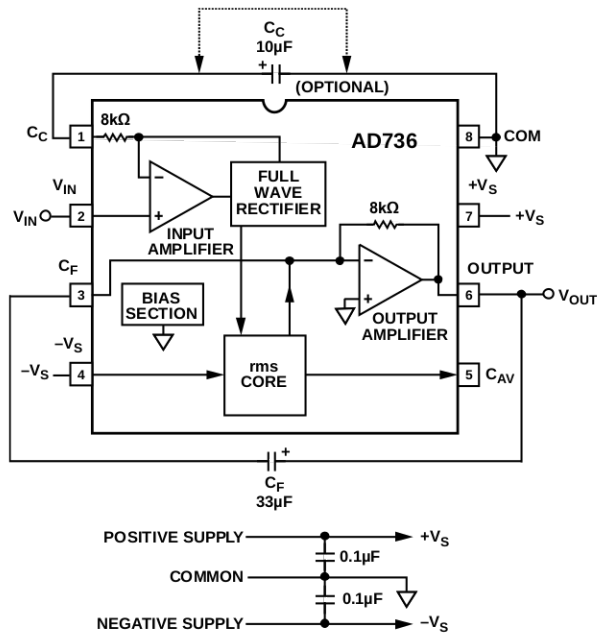 CC
10µF
+
(OPTIONAL)
8kΩ
AD736
CC
1
8
COM
VIN
FULL
WAVE
RECTIFIER
+VS
8kΩ
VIN
2
−
+
INPUT
AMPLIFIER
7
+VS
CF
3
BIAS
SECTION
−
+
OUTPUT
AMPLIFIER
OUTPUT
6
VOUT
−VS
−VS
4
rms
CORE
5
CAV
+
CF
33µF
POSITIVE SUPPLY
+VS
0.1µF
COMMON
0.1µF
NEGATIVE SUPPLY
−VS